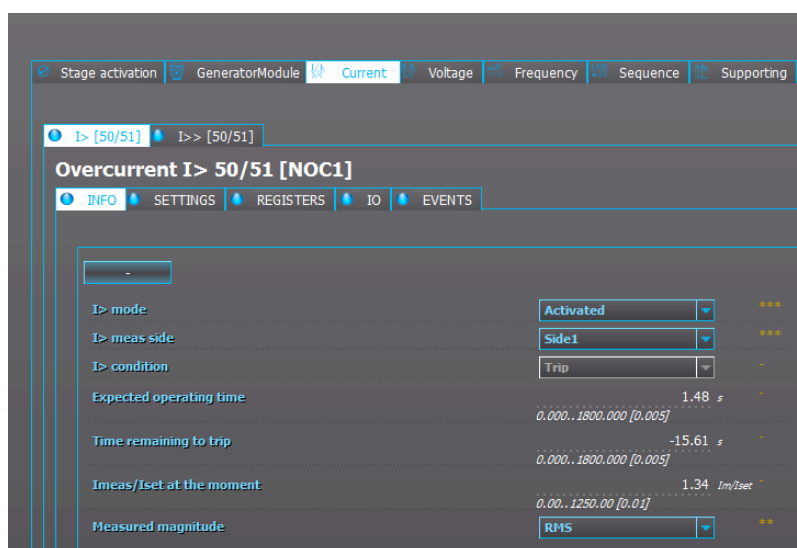 Stage activation GeneratorModule Current Voltage Frequency Sequence Supporting
I> [50/51] I>> [50/51]
Overcurrent I> 50/51 [NOC1]
INFO SETTINGS REGISTERS IO EVENTS
-
I> mode Activated ***
I> meas side Side1 ***
I> condition Trip -
Expected operating time 1.48 s -
0.000..1800.000 [0.005]
Time remaining to trip -15.61 s -
0.000..1800.000 [0.005]
Imeas/Iset at the moment 1.34 Im/Iset -
0.00..1250.00 [0.01]
Measured magnitude RMS **